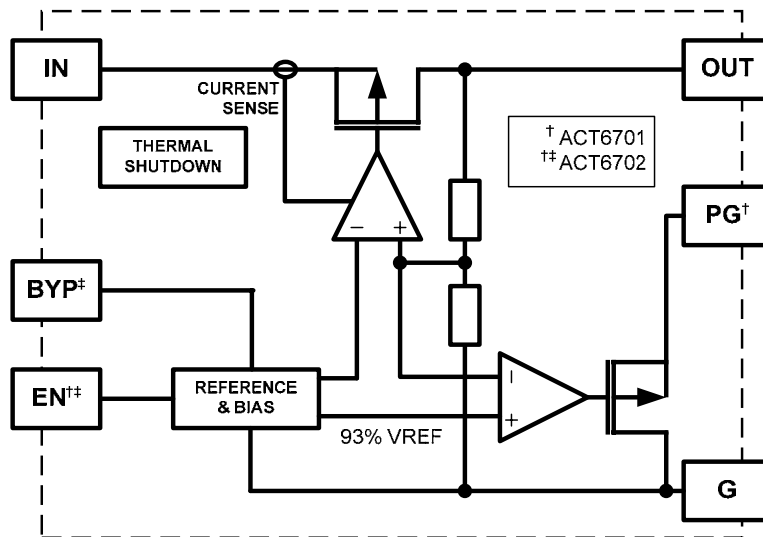 IN
OUT
CURRENT
SENSE
THERMAL
SHUTDOWN
† ACT6701
†‡ ACT6702
PG†
− +
BYP‡
EN†‡
REFERENCE
& BIAS
−
+
93% VREF
G